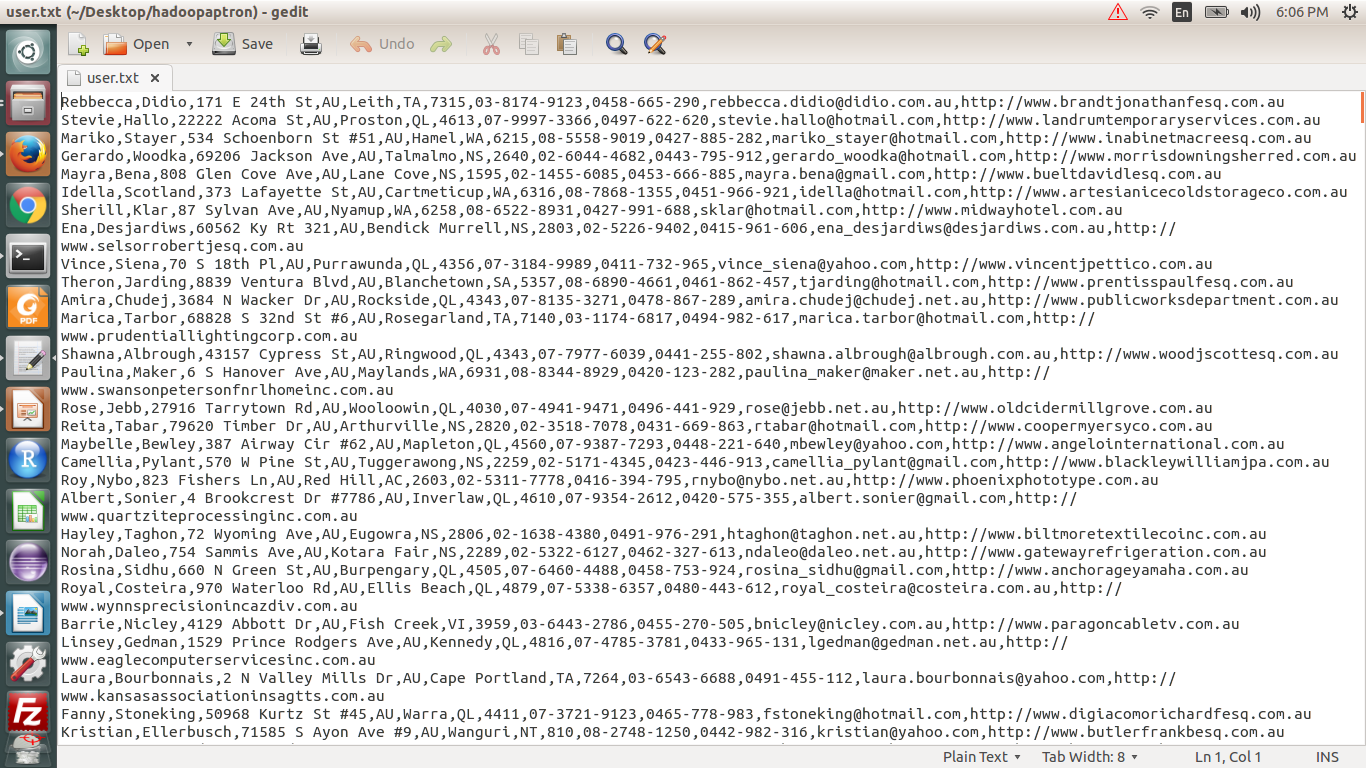 user.txt (~/Desktop/hadoopaptron) - gedit
En
6:06 PM
Open
Save
Undo
user.txt
Rebbecca,Didio,171 E 24th St,AU,Leith,TA,7315,03-8174-9123,0458-665-290,rebbecca.didio@didio.com.au,http://www.brandtjonathanfesq.com.au
Stevie,Hallo,22222 Acoma St,AU,Proston,QL,4613,07-9997-3366,0497-622-620,stevie.hallo@hotmail.com,http://www.landrumtemporaryservices.com.au
Mariko,Stayer,534 Schoenborn St #51,AU,Hamel,WA,6215,08-5558-9019,0427-885-282,mariko_stayer@hotmail.com,http://www.inabinetmacreesq.com.au
Gerardo,Woodka,69206 Jackson Ave,AU,Talmalmo,NS,2640,02-6044-4682,0443-795-912,gerardo_woodka@hotmail.com,http://www.morrisdowningsherred.com.au
Mayra,Bena,808 Glen Cove Ave,AU,Lane Cove,NS,1595,02-1455-6085,0453-666-885,mayra.bena@gmail.com,http://www.bueltdavidlesq.com.au
Idella,Scotland,373 Lafayette St,AU,Cartmeticup,WA,6316,08-7868-1355,0451-966-921,idella@hotmail.com,http://www.artesianicecoldstorageco.com.au
Sherill,Klar,87 Sylvan Ave,AU,Nyamup,WA,6258,08-6522-8931,0427-991-688,sklar@hotmail.com,http://www.midwayhotel.com.au
Ena,Desjardiws,60562 Ky Rt 321,AU,Bendick Murrell,NS,2803,02-5226-9402,0415-961-606,ena_desjardiws@desjardiws.com.au,http://
www.selsorrobertjesq.com.au
Vince,Siena,70 S 18th Pl,AU,Purrawunda,QL,4356,07-3184-9989,0411-732-965,vince_siena@yahoo.com,http://www.vincentjpettico.com.au
Theron,Jarding,8839 Ventura Blvd,AU,Blanchetown,SA,5357,08-6890-4661,0461-862-457,tjarding@hotmail.com,http://www.prentisspaulfesq.com.au
Amira,Chudej,3684 N Wacker Dr,AU,Rockside,QL,4343,07-8135-3271,0478-867-289,amira.chudej@chudej.net.au,http://www.publicworksdepartment.com.au
Marica,Tarbor,68828 S 32nd St #6,AU,Rosegarland,TA,7140,03-1174-6817,0494-982-617,marica.tarbor@hotmail.com,http://
www.prudentiallightingcorp.com.au
Shawna,Albrough,43157 Cypress St,AU,Ringwood,QL,4343,07-7977-6039,0441-255-802,shawna.albrough@albrough.com.au,http://www.woodjscottesq.com.au
Paulina,Maker,6 S Hanover Ave,AU,Maylands,WA,6931,08-8344-8929,0420-123-282,paulina_maker@maker.net.au,http://
www.swansonpetersonfnrlhomeinc.com.au
Rose,Jebb,27916 Tarrytown Rd,AU,Wooloowin,QL,4030,07-4941-9471,0496-441-929,rose@jebb.net.au,http://www.oldcidermillgrove.com.au
Reita,Tabar,79620 Timber Dr,AU,Arthurville,NS,2820,02-3518-7078,0431-669-863,rtabar@hotmail.com,http://www.coopermyersyco.com.au
Maybelle,Bewley,387 Airway Cir #62,AU,Mapleton,QL,4560,07-9387-7293,0448-221-640,mbewley@yahoo.com,http://www.angelointernational.com.au
Camellia,Pylant,570 W Pine St,AU,Tuggerawong,NS,2259,02-5171-4345,0423-446-913,camellia_pylant@gmail.com,http://www.blackleywilliamjpa.com.au
Roy,Nybo,823 Fishers Ln,AU,Red Hill,AC,2603,02-5311-7778,0416-394-795,rnybo@nybo.net.au,http://www.phoenixphototype.com.au
Albert,Sonier,4 Brookcrest Dr #7786,AU,Inverlaw,QL,4610,07-9354-2612,0420-575-355,albert.sonier@gmail.com,http://
www.quartziteprocessinginc.com.au
Hayley,Taghon,72 Wyoming Ave,AU,Eugowra,NS,2806,02-1638-4380,0491-976-291,htaghon@taghon.net.au,http://www.biltmoretextilecoinc.com.au
Norah,Daleo,754 Sammis Ave,AU,Kotara Fair,NS,2289,02-5322-6127,0462-327-613,ndaleo@daleo.net.au,http://www.gatewayrefrigeration.com.au
Rosina,Sidhu,660 N Green St,AU,Burpengary,QL,4505,07-6460-4488,0458-753-924,rosina_sidhu@gmail.com,http://www.anchorageyamaha.com.au
Royal,Costeira,970 Waterloo Rd,AU,Ellis Beach,QL,4879,07-5338-6357,0480-443-612,royal_costeira@costeira.com.au,http://
www.wynnsprecisionincazdiv.com.au
Barrie,Nicley,4129 Abbott Dr,AU,Fish Creek,VI,3959,03-6443-2786,0455-270-505,bnicley@nicley.com.au,http://www.paragoncabletv.com.au
Linsey,Gedman,1529 Prince Rodgers Ave,AU,Kennedy,QL,4816,07-4785-3781,0433-965-131,lgedman@gedman.net.au,http://
www.eaglecomputerservicesinc.com.au
Laura,Bourbonnais,2 N Valley Mills Dr,AU,Cape Portland,TA,7264,03-6543-6688,0491-455-112,laura.bourbonnais@yahoo.com,http://
www.kansasassociationinsagtts.com.au
Fanny,Stoneking,50968 Kurtz St #45,AU,Warra,QL,4411,07-3721-9123,0465-778-983,fstoneking@hotmail.com,http://www.digiacomorichardfesq.com.au
Kristian,Ellerbusch,71585 S Ayon Ave #9,AU,Wanguri,NT,810,08-2748-1250,0442-982-316,kristian@yahoo.com,http://www.butlerfrankbesq.com.au
Plain Text
Tab Width: 8
Ln 1, Col 1
INS
PDF
R
Fz